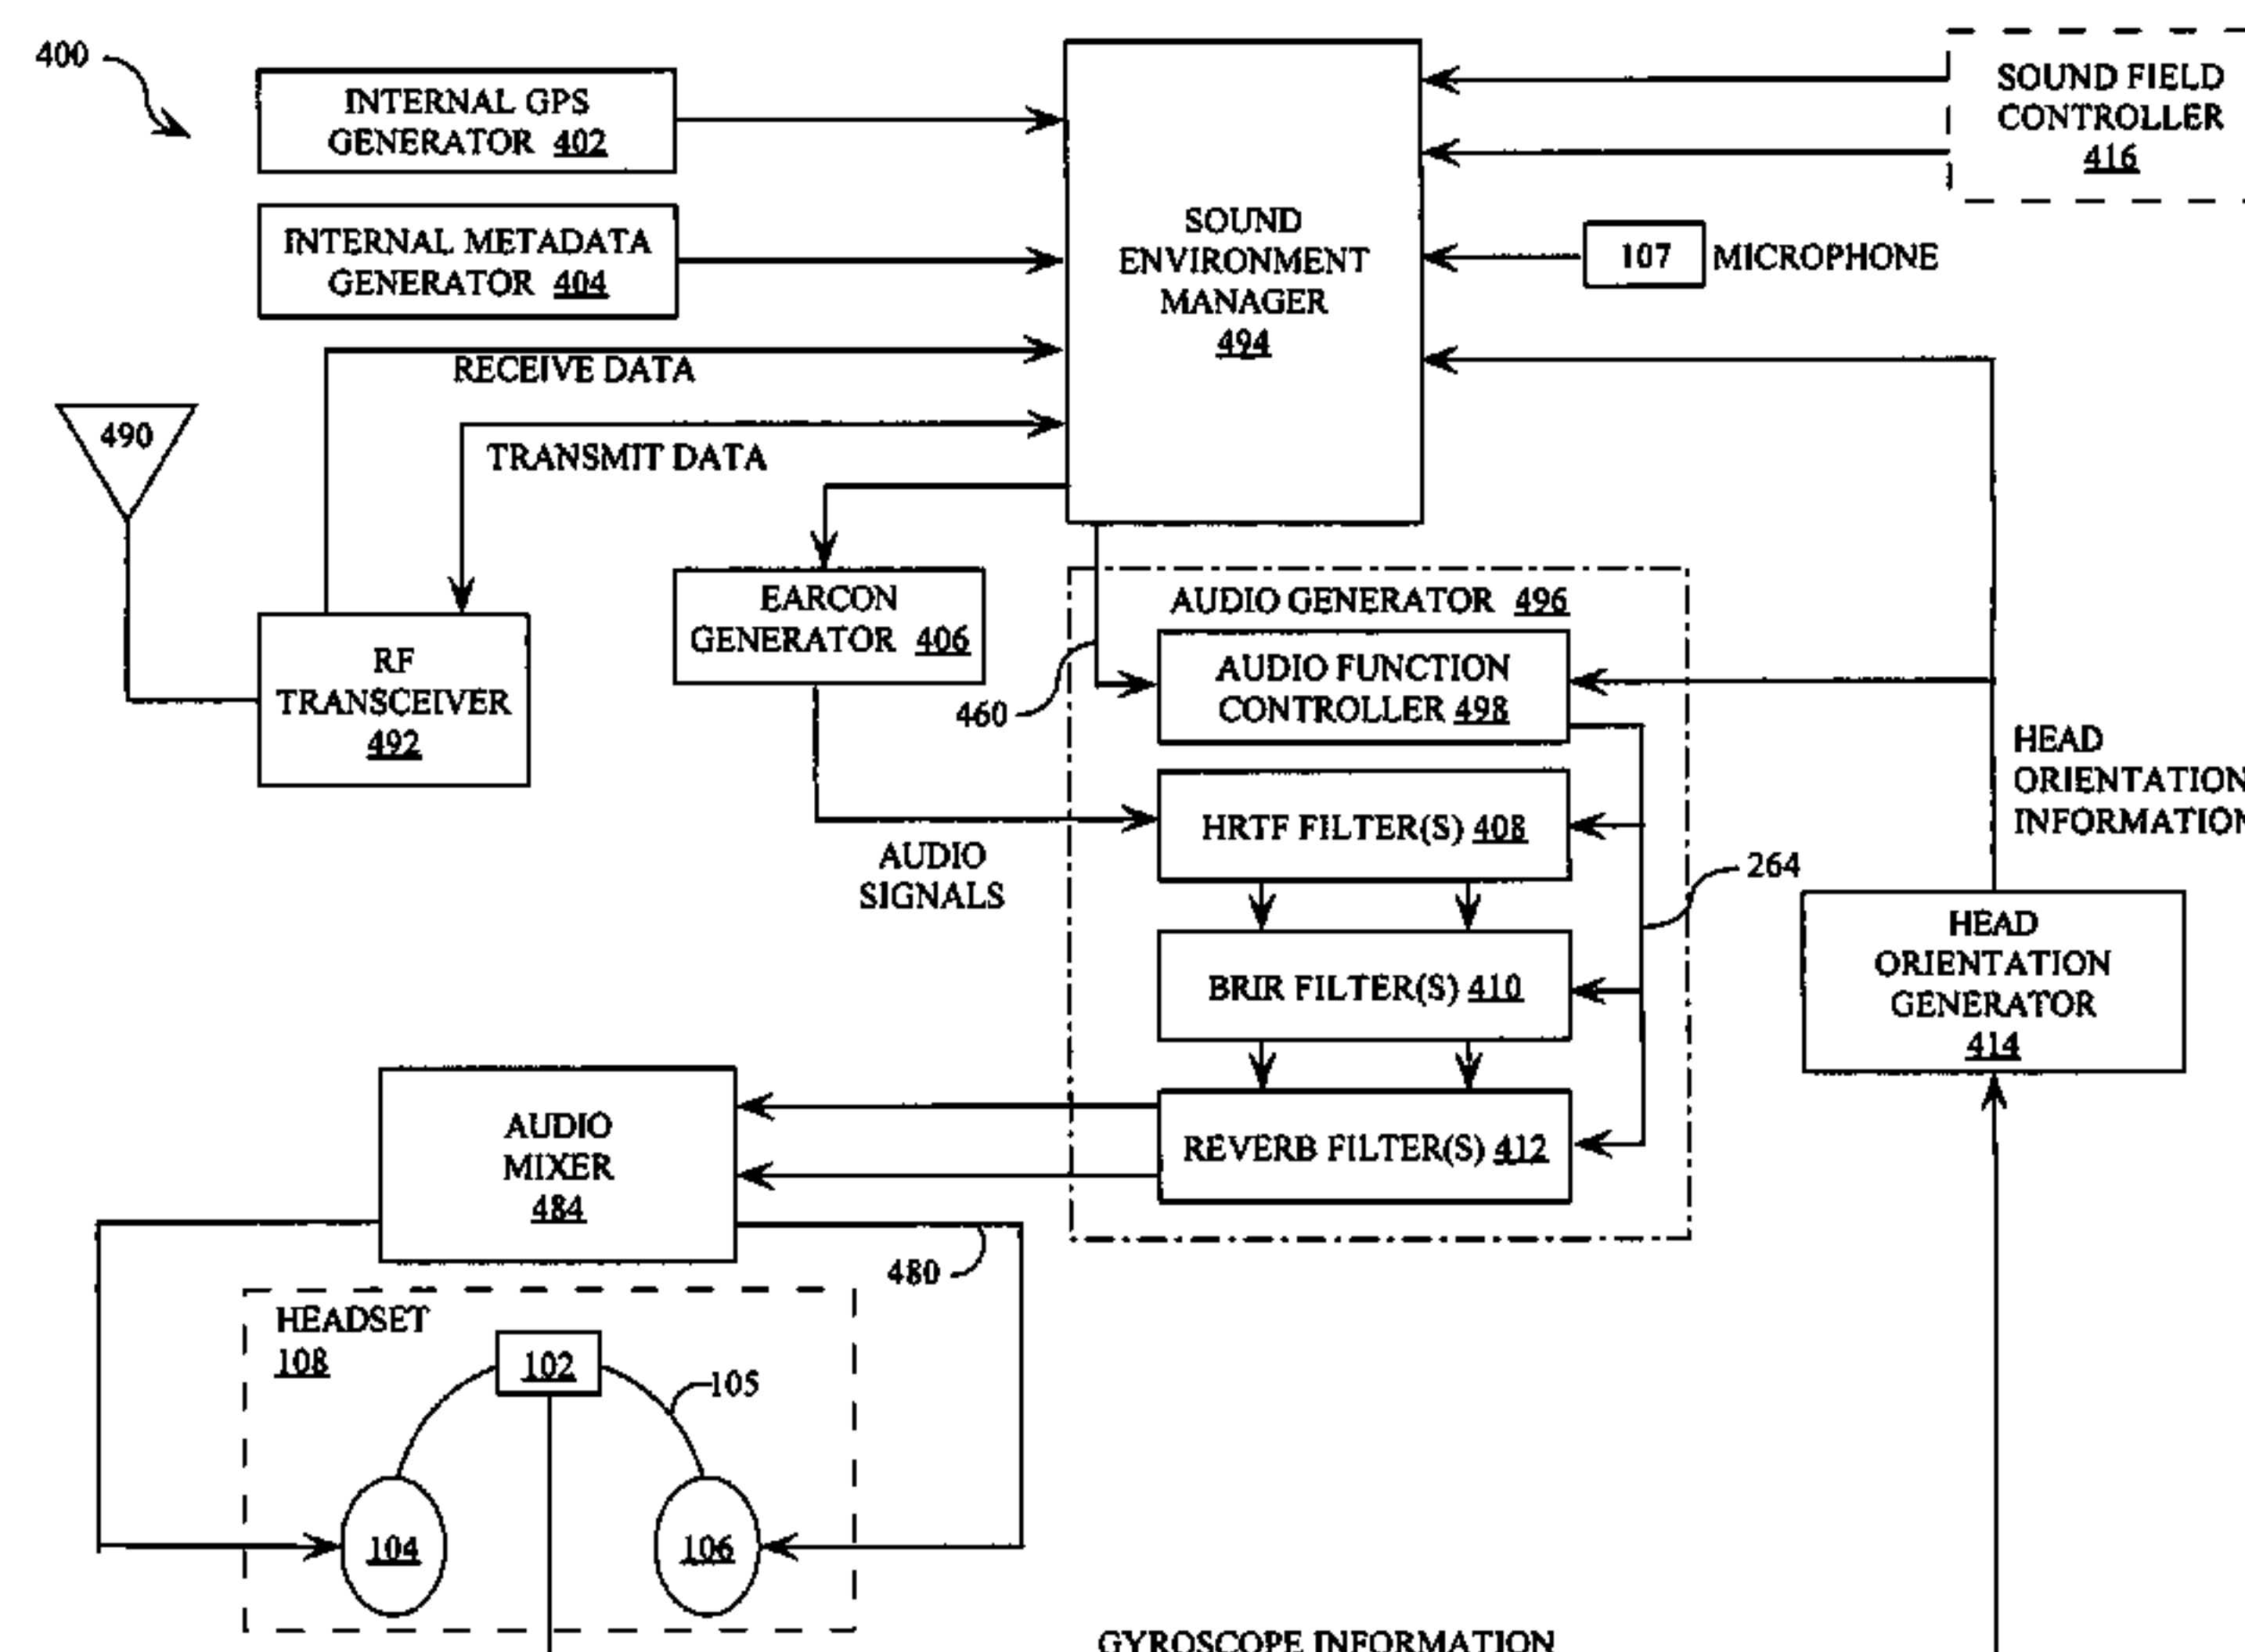 400
INTERNAL GPS
GENERATOR 402
INTERNAL METADATA
GENERATOR 404
SOUND
ENVIRONMENT
MANAGER
494
SOUND FIELD
CONTROLLER
416
107 MICROPHONE
RECEIVE DATA
TRANSMIT DATA
490
RF
TRANSCEIVER
492
EARCON
GENERATOR 406
AUDIO GENERATOR 496
AUDIO FUNCTION
CONTROLLER 498
460
HEAD
ORIENTATION
INFORMATION
HRTF FILTER(S) 408
AUDIO
SIGNALS
264
BRIR FILTER(S) 410
HEAD
ORIENTATION
GENERATOR
414
REVERB FILTER(S) 412
AUDIO
MIXER
484
480
HEADSET
108
102
105
104
106
GYROSCOPE INFORMATION